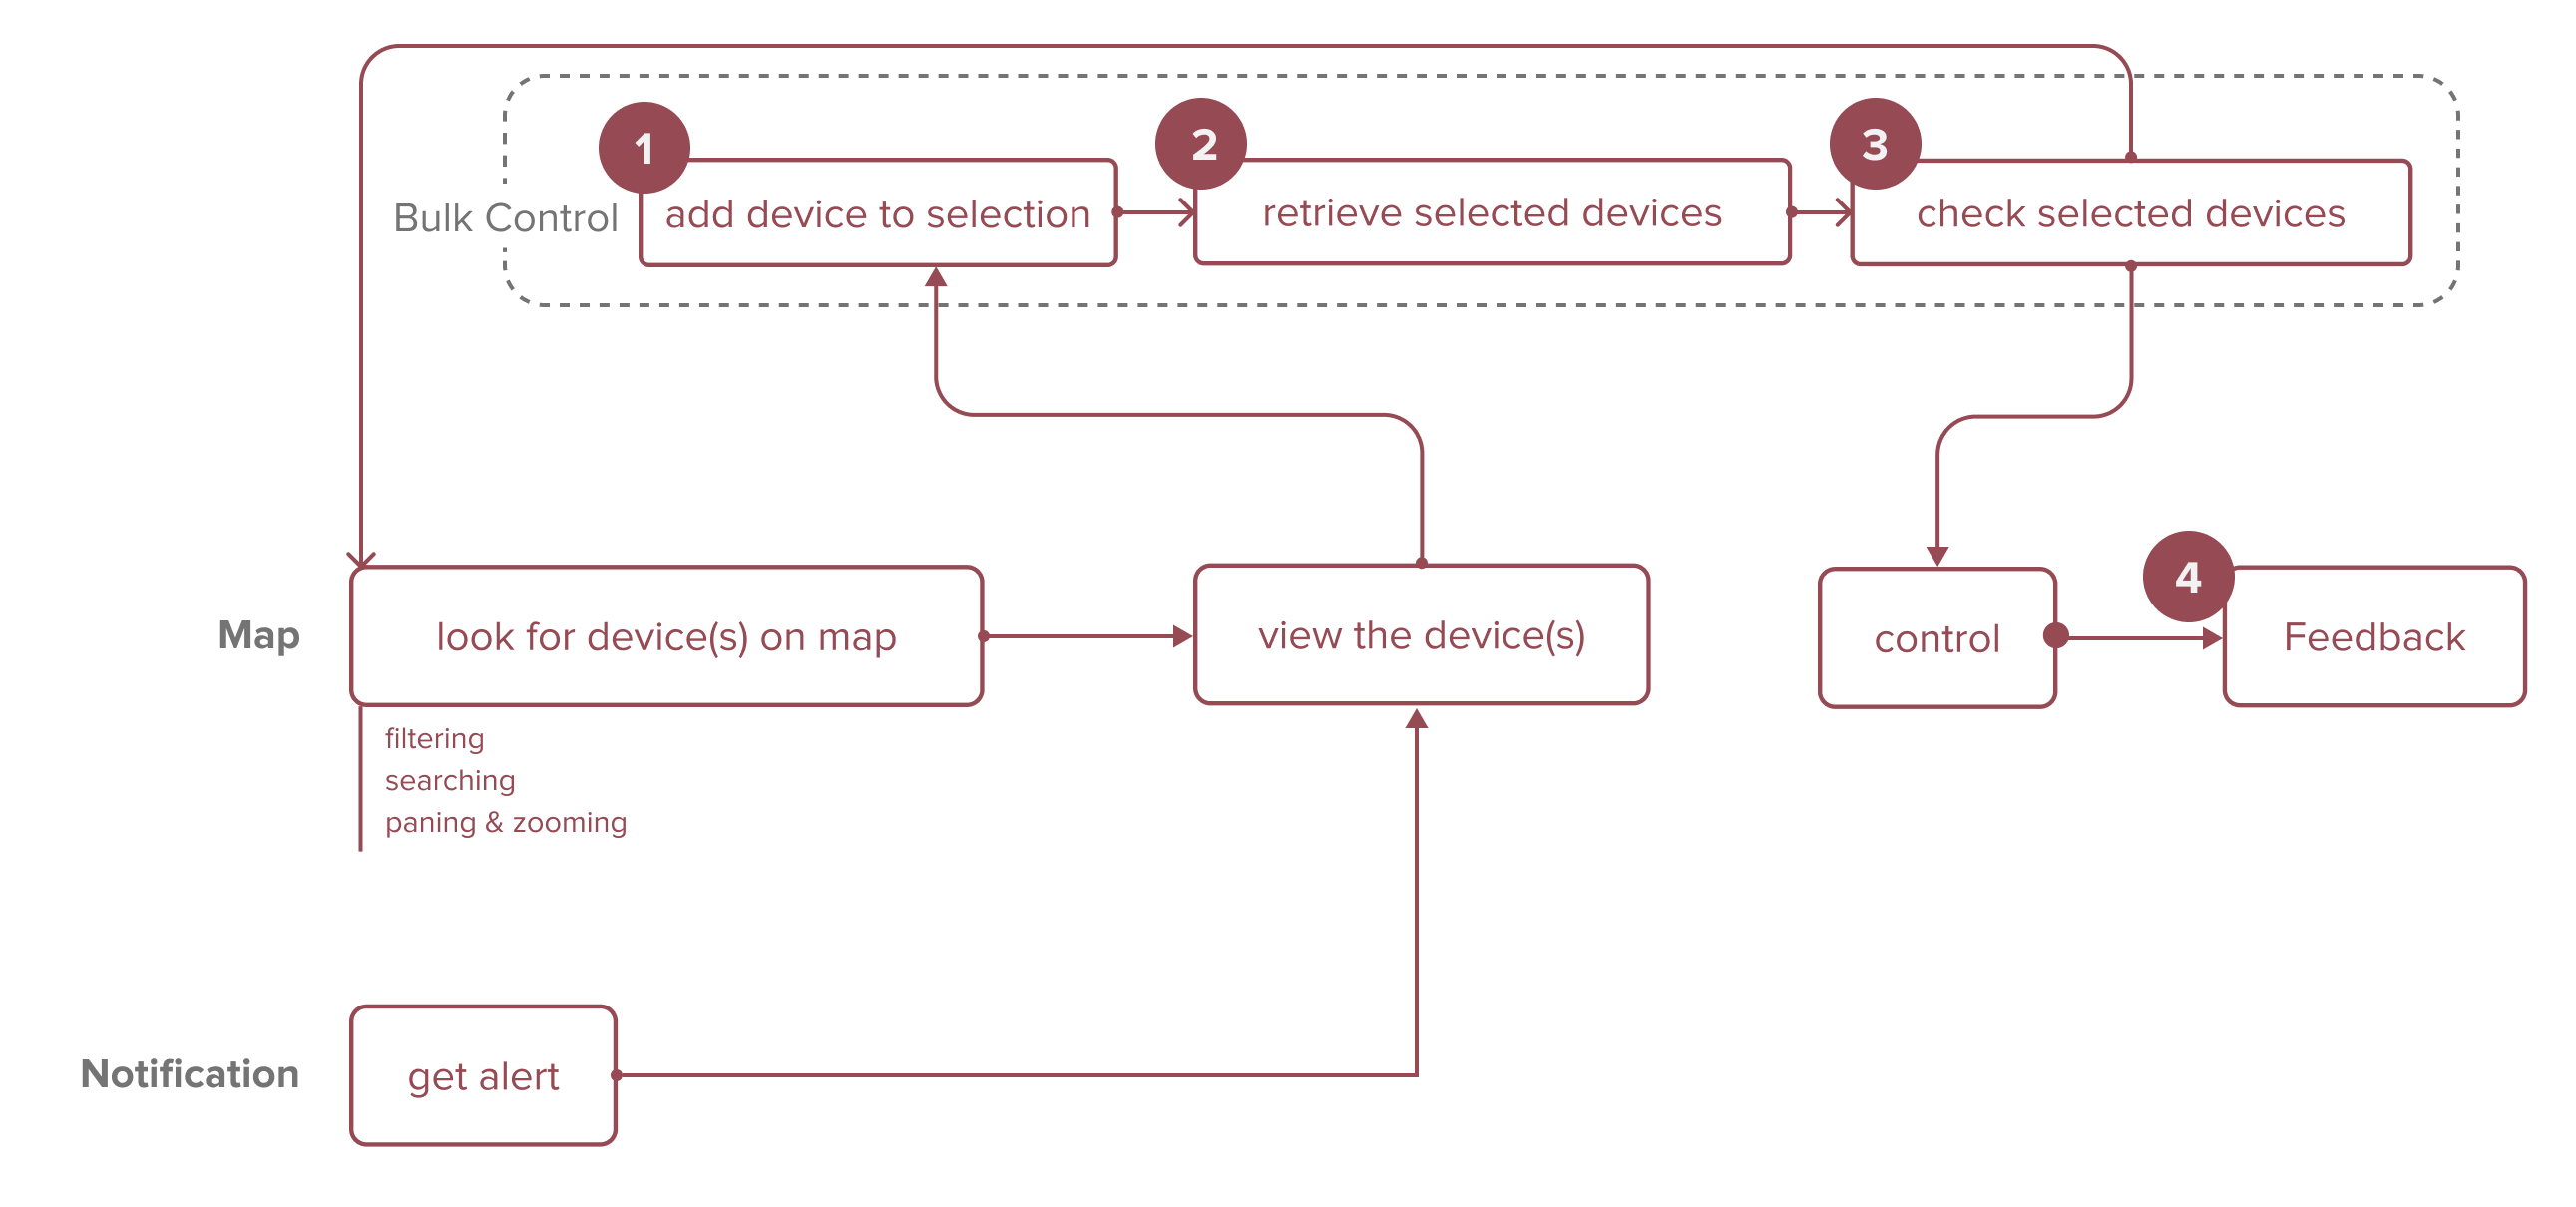 1
2
3
Bulk Control
add device to selection
retrieve selected devices
check selected devices
4
Map
look for device(s) on map
view the device(s)
control
Feedback
filtering
searching
paning & zooming
Notification
get alert